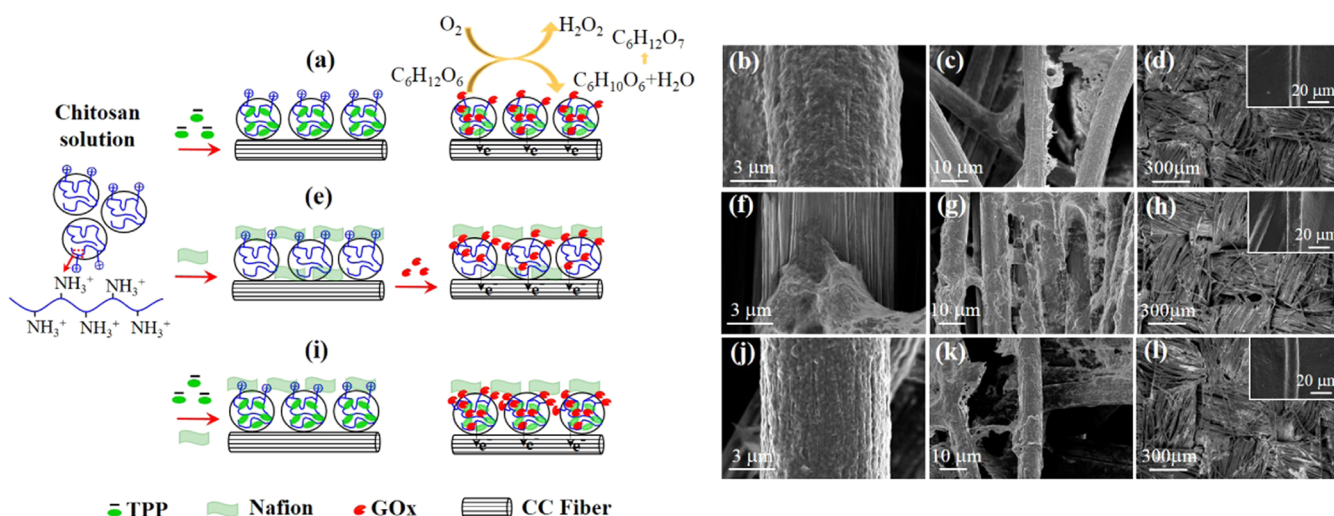 (a)
O₂
H₂O₂
C₆H₁₂O₇
C₆H₁₂O₆
C₆H₁₀O₆+H₂O
Chitosan
solution
e⁻ e⁻ e⁻
(e)
NH₃⁺ NH₃⁺
NH₃⁺ NH₃⁺ NH₃⁺
e⁻ e⁻ e⁻
(i)
e⁻ e⁻ e⁻
TPP Nafion GOx CC Fiber
(b)
3 μm
(c)
10 μm
(d)
20 μm
300μm
(f)
3 μm
(g)
10 μm
(h)
20 μm
300μm
(j)
3 μm
(k)
10 μm
(l)
20 μm
300μm